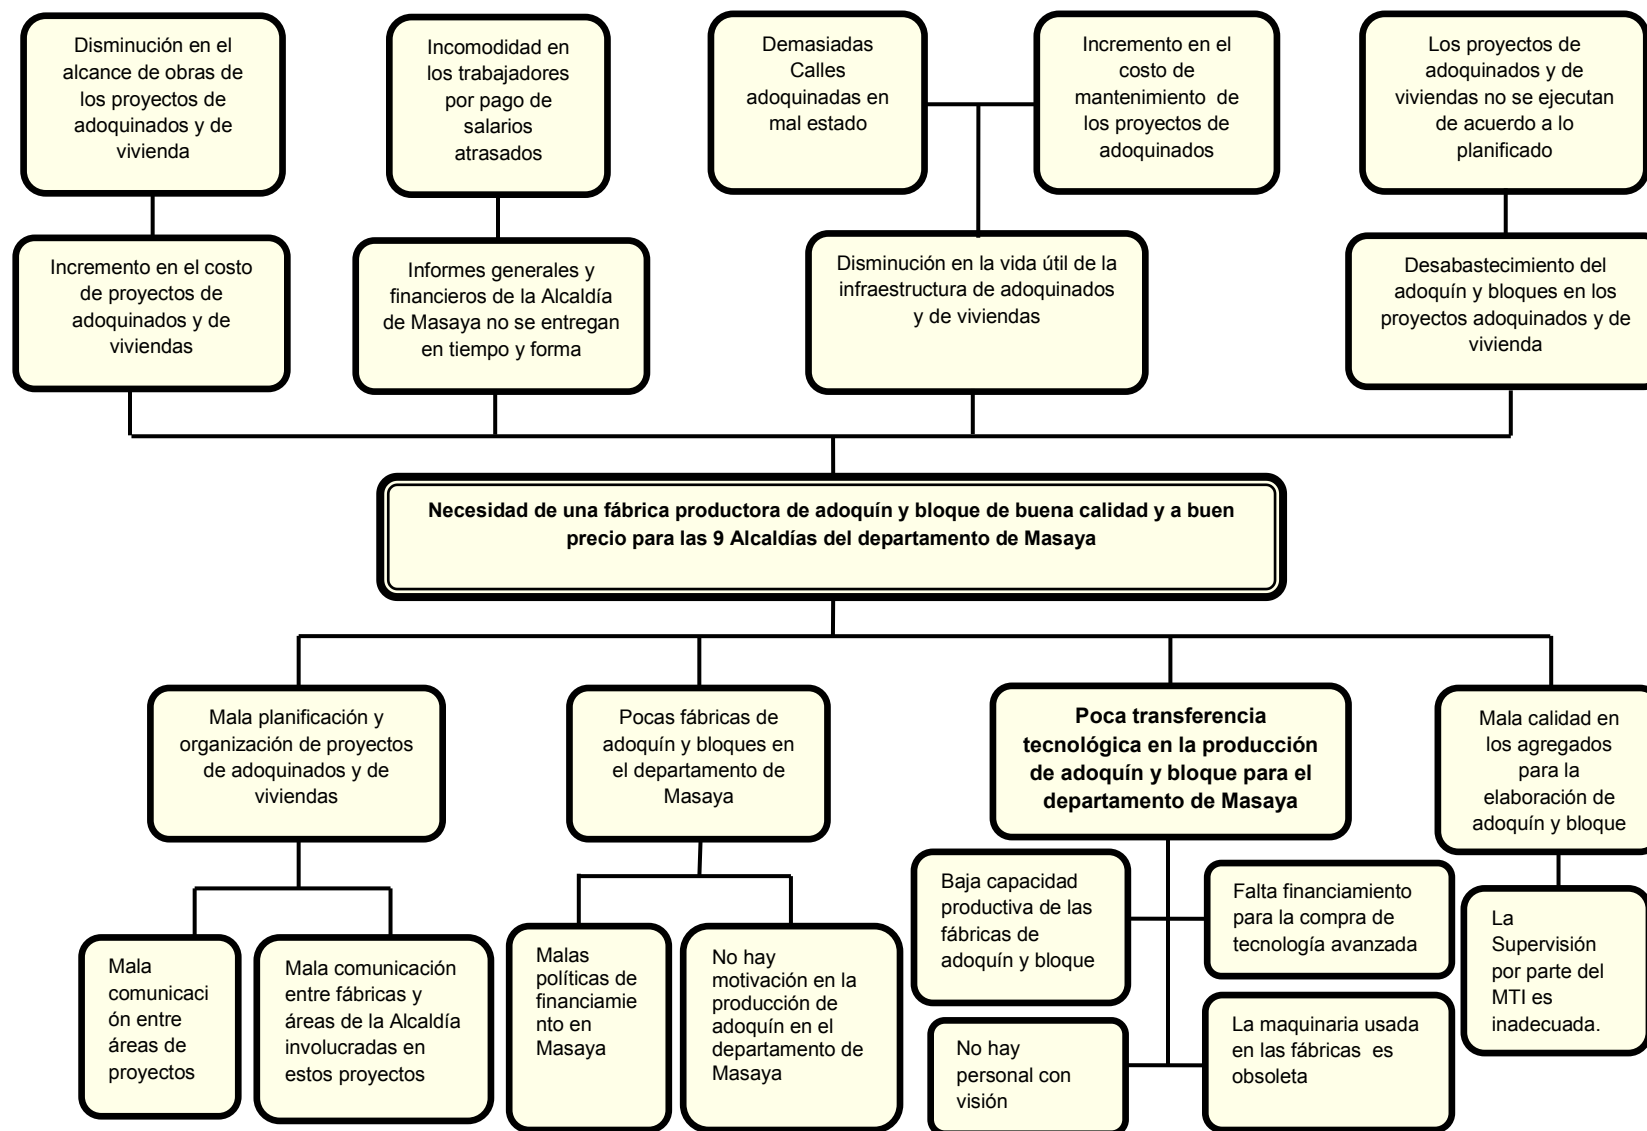 Disminución en el
alcance de obras de
los proyectos de
adoquinados y de
vivienda
Incomodidad en
los trabajadores
por pago de
salarios
atrasados
Demasiadas
Calles
adoquinadas en
mal estado
Incremento en el
costo de
mantenimiento de
los proyectos de
adoquinados
Los proyectos de
adoquinados y de
viviendas no se ejecutan
de acuerdo a lo
planificado
Incremento en el costo
de proyectos de
adoquinados y de
viviendas
Informes generales y
financieros de la Alcaldía
de Masaya no se entregan
en tiempo y forma
Disminución en la vida útil de la
infraestructura de adoquinados
y de viviendas
Desabastecimiento del
adoquín y bloques en los
proyectos adoquinados y de
vivienda
Necesidad de una fábrica productora de adoquín y bloque de buena calidad y a buen
precio para las 9 Alcaldías del departamento de Masaya
Mala planificación y
organización de proyectos
de adoquinados y de
viviendas
Pocas fábricas de
adoquín y bloques en
el departamento de
Masaya
Poca transferencia
tecnológica en la producción
de adoquín y bloque para el
departamento de Masaya
Mala calidad en
los agregados
para la
elaboración de
adoquín y bloque
Mala
comunicaci
ón entre
áreas de
proyectos
Mala comunicación
entre fábricas y
áreas de la Alcaldía
involucradas en
estos proyectos
Malas
políticas de
financiamie
nto en
Masaya
No hay
motivación en la
producción de
adoquín en el
departamento de
Masaya
Baja capacidad
productiva de las
fábricas de
adoquín y bloque
Falta financiamiento
para la compra de
tecnología avanzada
No hay
personal con
visión
La maquinaria usada
en las fábricas es
obsoleta
La
Supervisión
por parte del
MTI es
inadecuada.